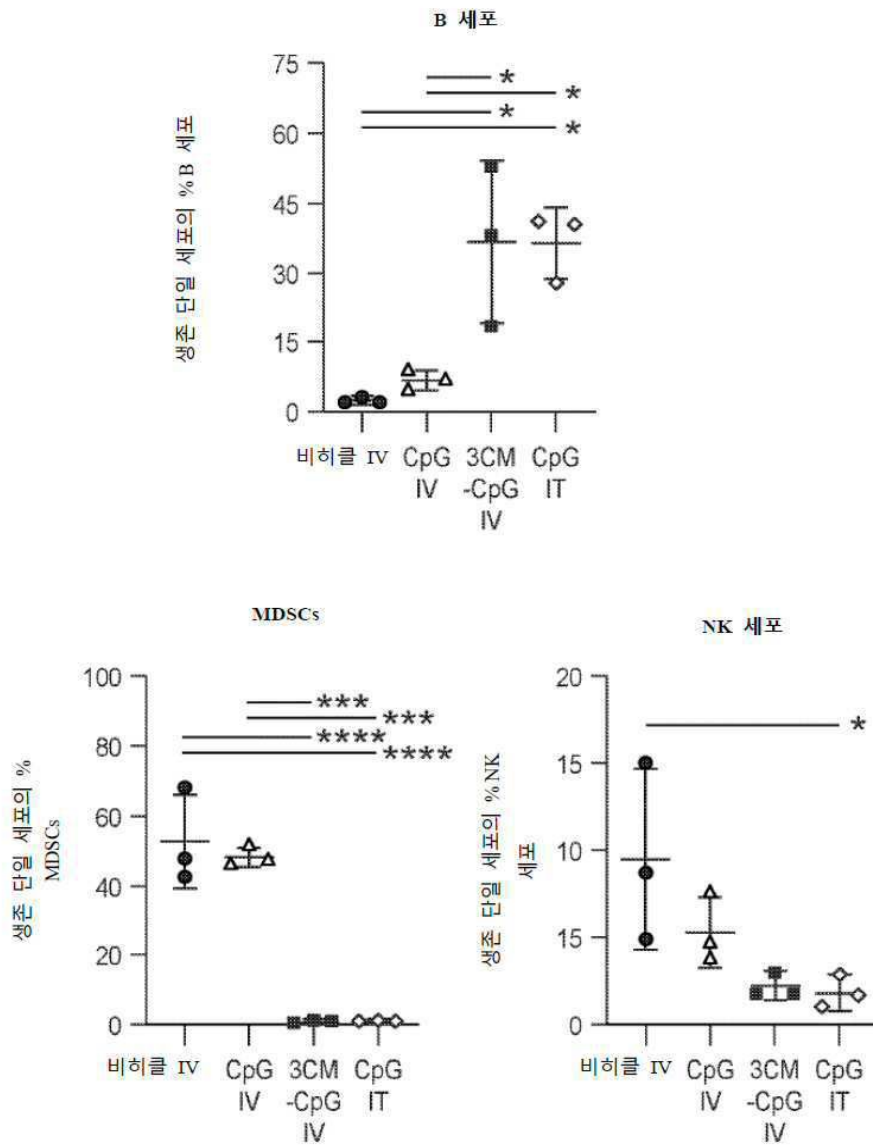 B 세포
생존 단일 세포의 %B 세포
75
60
45
30
15
0
*
*
*
*
비히클 IV
CpG
IV
3CM
-CpG
IV
CpG
IT
MDSCs
생존 단일 세포의 %
MDSCs
100
80
60
40
20
0
***
***
****
****
비히클 IV
CpG
IV
3CM
-CpG
IV
CpG
IT
NK 세포
생존 단일 세포의 %NK
세포
20
15
10
15
0
*
비히클 IV
CpG
IV
3CM
-CpG
IV
CpG
IT